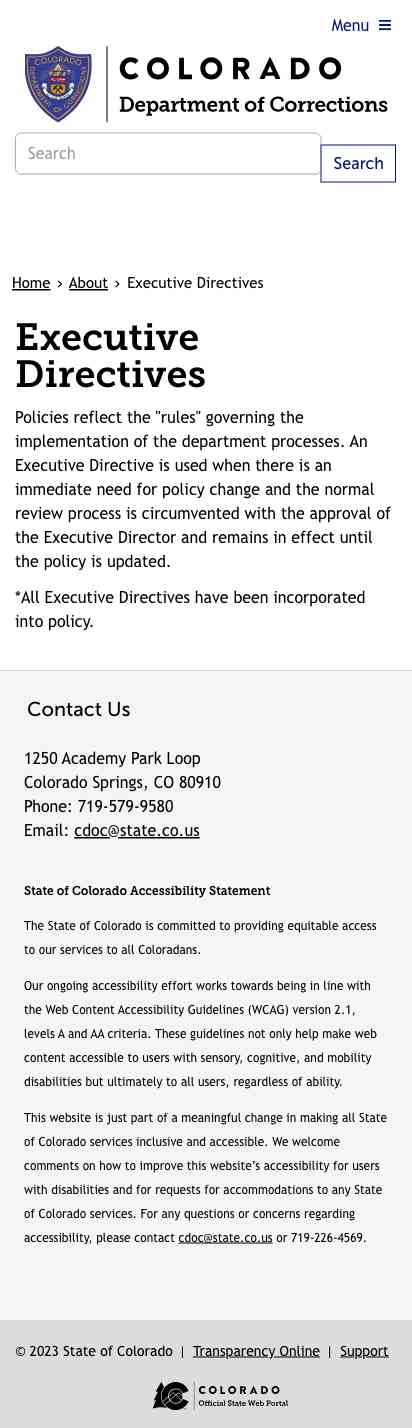 Menu
COLORADO
Department of Corrections
Search
Search
Home › About › Executive Directives
Executive
Directives
Policies reflect the "rules" governing the
implementation of the department processes. An
Executive Directive is used when there is an
immediate need for policy change and the normal
review process is circumvented with the approval of
the Executive Director and remains in effect until
the policy is updated.
*All Executive Directives have been incorporated
into policy.
Contact Us
1250 Academy Park Loop
Colorado Springs, CO 80910
Phone: 719-579-9580
Email: cdoc@state.co.us
State of Colorado Accessibility Statement
The State of Colorado is committed to providing equitable access
to our services to all Coloradans.
Our ongoing accessibility effort works towards being in line with
the Web Content Accessibility Guidelines (WCAG) version 2.1,
levels A and AA criteria. These guidelines not only help make web
content accessible to users with sensory, cognitive, and mobility
disabilities but ultimately to all users, regardless of ability.
This website is just part of a meaningful change in making all State
of Colorado services inclusive and accessible. We welcome
comments on how to improve this website's accessibility for users
with disabilities and for requests for accommodations to any State
of Colorado services. For any questions or concerns regarding
accessibility, please contact cdoc@state.co.us or 719-226-4569.
© 2023 State of Colorado | Transparency Online | Support
COLORADO
Official State Web Portal